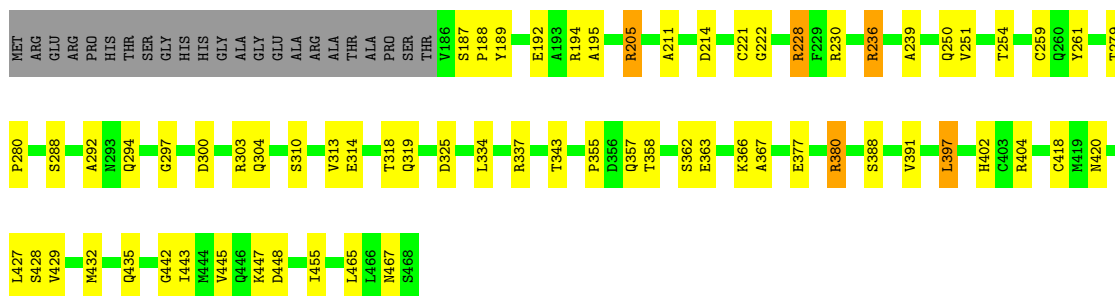 MET ARG GLU ARG PRO HIS THR SER GLY HIS HIS GLY ALA GLY GLU ALA ARG ALA THR ALA PRO SER THR V186 S187 P188 Y189 E192 A193 R194 A195 R205 A211 D214 C221 G222 R228 F229 R230 R236 A239 Q250 V251 T254 C259 Q260 Y261
P280 S288 A292 N293 Q294 G297 D300 R303 Q304 S310 V313 E314 T318 Q319 D325 L334 R337 T343 P355 D356 Q357 T358 S362 E363 K366 A367 E377 R380 S388 V391 L397 H402 C403 R404 C418 M419 N420
L427 S428 V429 M432 Q435 G442 I443 M444 V445 Q446 K447 D448 I455 L465 L466 N467 S468